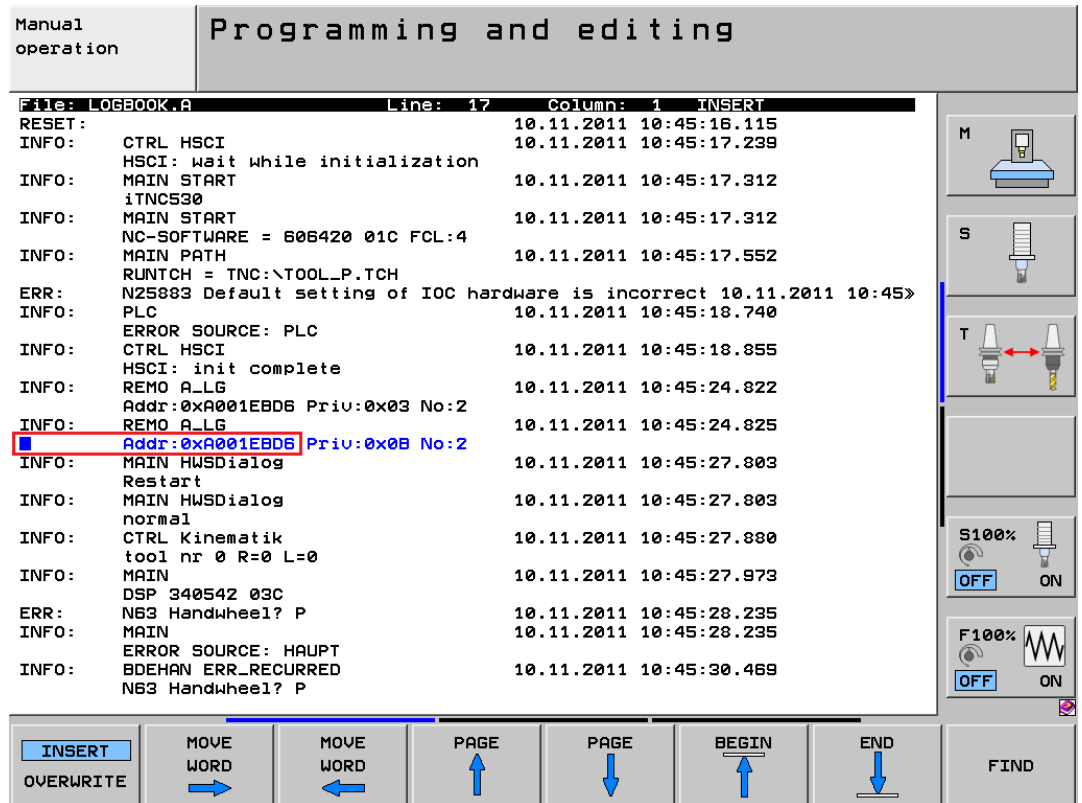 Manual
operation
Programming and editing
File: LOGBOOK.A Line: 17 Column: 1 INSERT
RESET: 10.11.2011 10:45:16.115
INFO: CTRL HSCI 10.11.2011 10:45:17.239
HSCI: wait while initialization
INFO: MAIN START 10.11.2011 10:45:17.312
iTNC530
INFO: MAIN START 10.11.2011 10:45:17.312
NC-SOFTWARE = 606420 01C FCL:4
INFO: MAIN PATH 10.11.2011 10:45:17.552
RUNTCH = TNC:\TOOL_P.TCH
ERR: N25883 Default setting of IOC hardware is incorrect 10.11.2011 10:45»
INFO: PLC 10.11.2011 10:45:18.740
ERROR SOURCE: PLC
INFO: CTRL HSCI 10.11.2011 10:45:18.855
HSCI: init complete
INFO: REMO A_LG 10.11.2011 10:45:24.822
Addr:0xA001EBD6 Priv:0x03 No:2
INFO: REMO A_LG 10.11.2011 10:45:24.825
Addr:0xA001EBD6 Priv:0x0B No:2
INFO: MAIN HWSDialog 10.11.2011 10:45:27.803
Restart
INFO: MAIN HWSDialog 10.11.2011 10:45:27.803
normal
INFO: CTRL Kinematik 10.11.2011 10:45:27.880
tool nr 0 R=0 L=0
INFO: MAIN 10.11.2011 10:45:27.973
DSP 340542 03C
ERR: N63 Handwheel? P 10.11.2011 10:45:28.235
INFO: MAIN 10.11.2011 10:45:28.235
ERROR SOURCE: HAUPT
INFO: BDEHAN ERR_RECURRED 10.11.2011 10:45:30.469
N63 Handwheel? P
M
S
T
S100%
OFF ON
F100%
OFF ON
INSERT
OVERWRITE
MOVE
WORD
MOVE
WORD
PAGE
PAGE
BEGIN
END
FIND